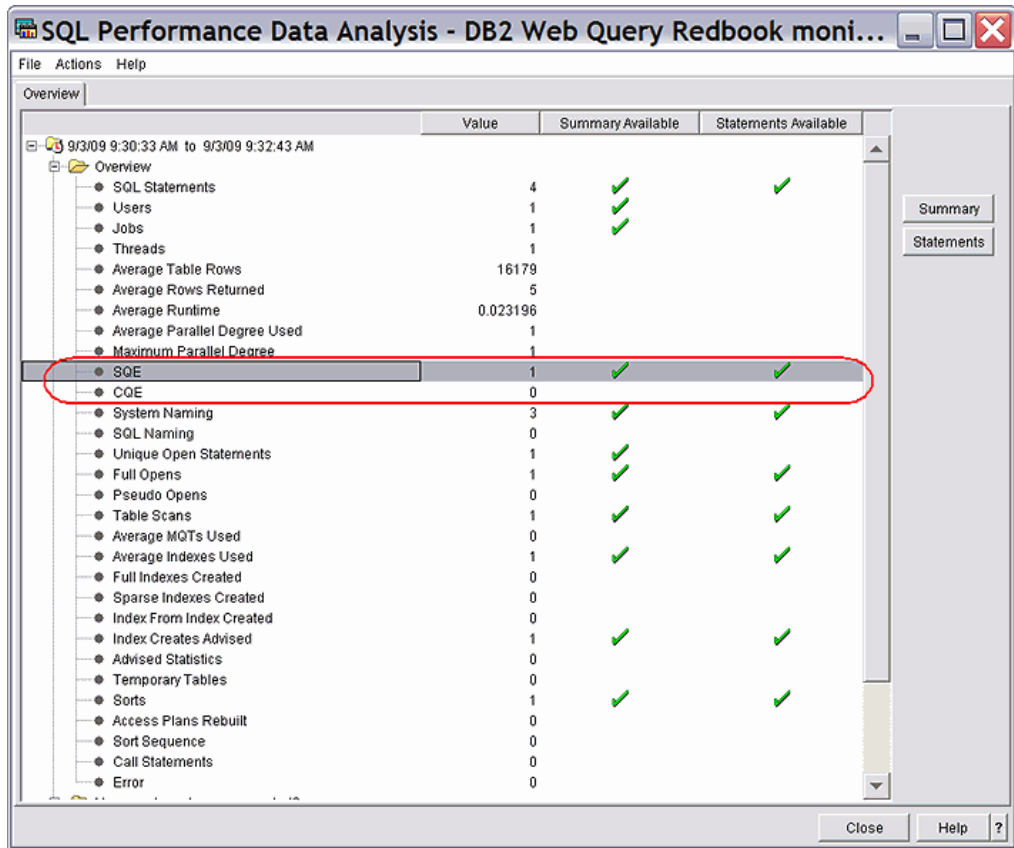 SQL Performance Data Analysis - DB2 Web Query Redbook moni...
File Actions Help
Overview
Value Summary Available Statements Available
9/3/09 9:30:33 AM to 9/3/09 9:32:43 AM
Overview
SQL Statements 4
Users 1
Jobs 1
Threads 1
Average Table Rows 16179
Average Rows Returned 5
Average Runtime 0.023196
Average Parallel Degree Used 1
Maximum Parallel Degree 1
SQE 1
CQE 0
System Naming 3
SQL Naming 0
Unique Open Statements 1
Full Opens 1
Pseudo Opens 0
Table Scans 1
Average MQTs Used 0
Average Indexes Used 1
Full Indexes Created 0
Sparse Indexes Created 0
Index From Index Created 0
Index Creates Advised 1
Advised Statistics 0
Temporary Tables 0
Sorts 1
Access Plans Rebuilt 0
Sort Sequence 0
Call Statements 0
Error 0
Summary
Statements
Close Help ?